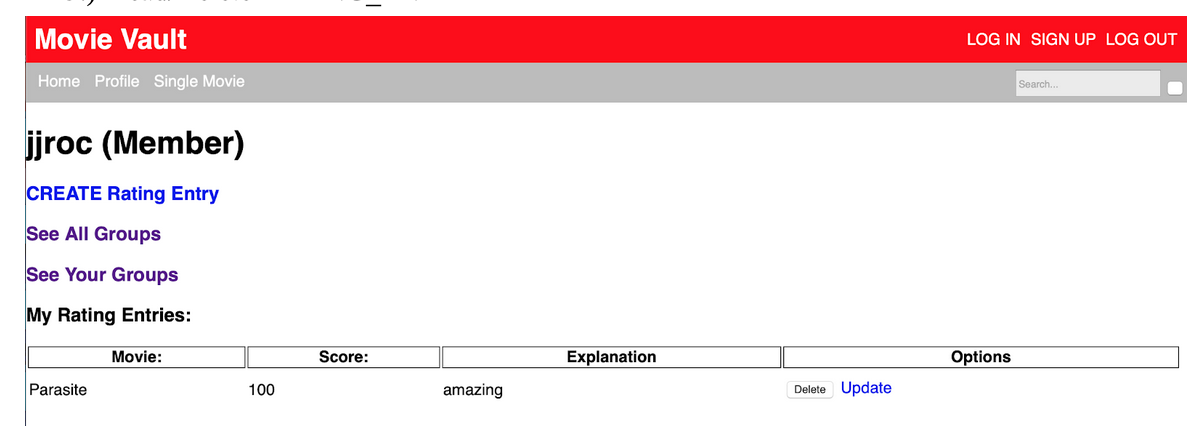 Movie Vault LOG IN SIGN UP LOG OUT
Home Profile Single Movie Search...
jjroc (Member)
CREATE Rating Entry
See All Groups
See Your Groups
My Rating Entries:
Movie: Score: Explanation Options
Parasite 100 amazing Delete Update